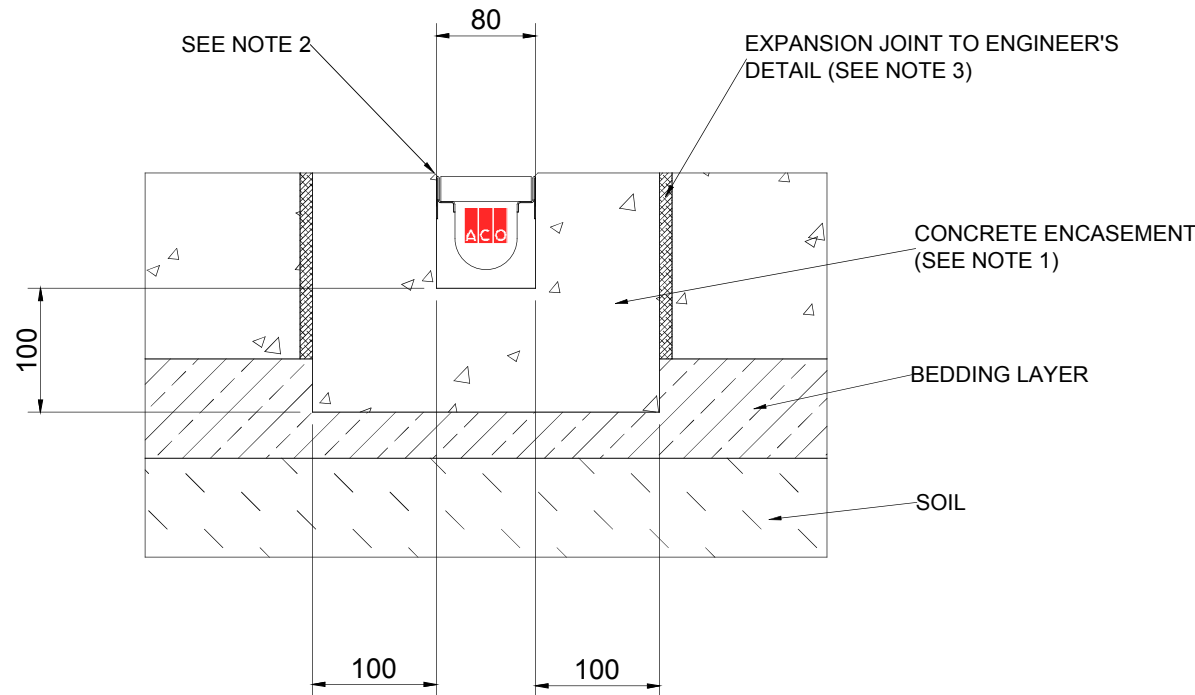 80
SEE NOTE 2
EXPANSION JOINT TO ENGINEER'S
DETAIL (SEE NOTE 3)
ACO
CONCRETE ENCASEMENT
(SEE NOTE 1)
100
BEDDING LAYER
SOIL
100
100